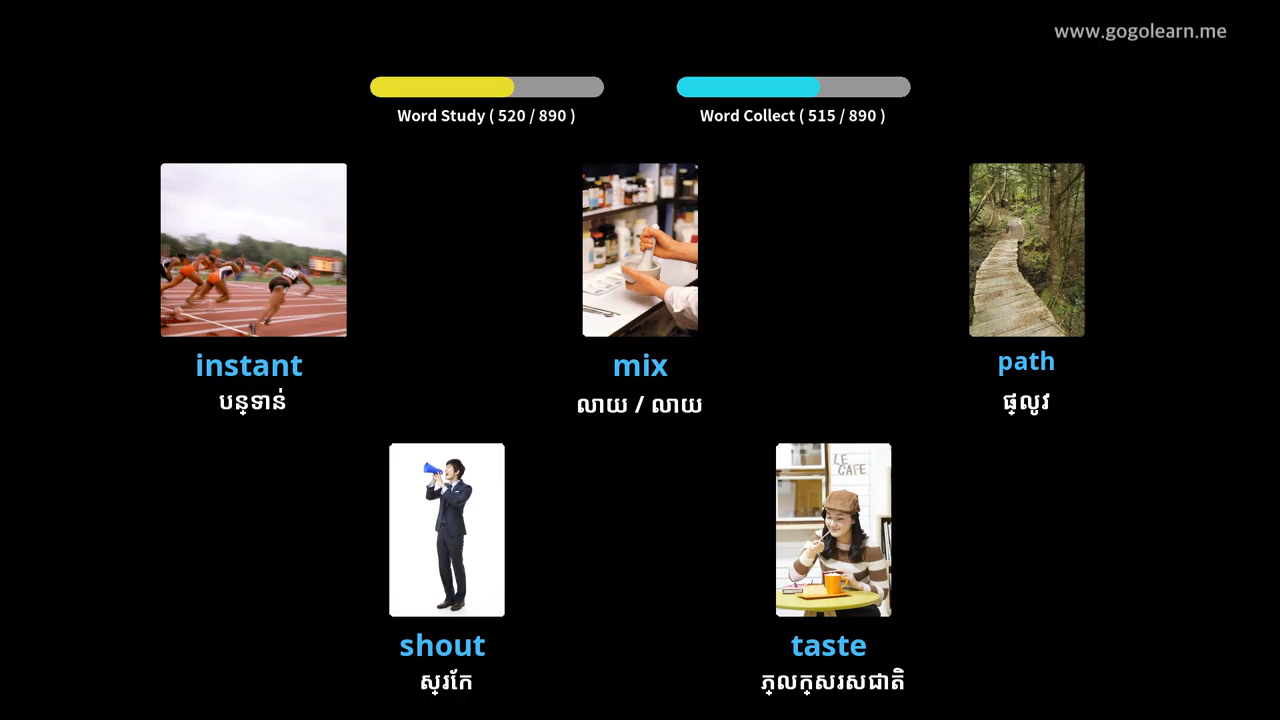 www.gogolearn.me
Word Study ( 520 / 890 )
Word Collect ( 515 / 890 )
instant
បន្ទាន់
mix
លាយ / លាយ
path
ផ្លូវ
LE
CAFE
shout
ស្រែក
taste
ភ្លក្សរសជាតិ